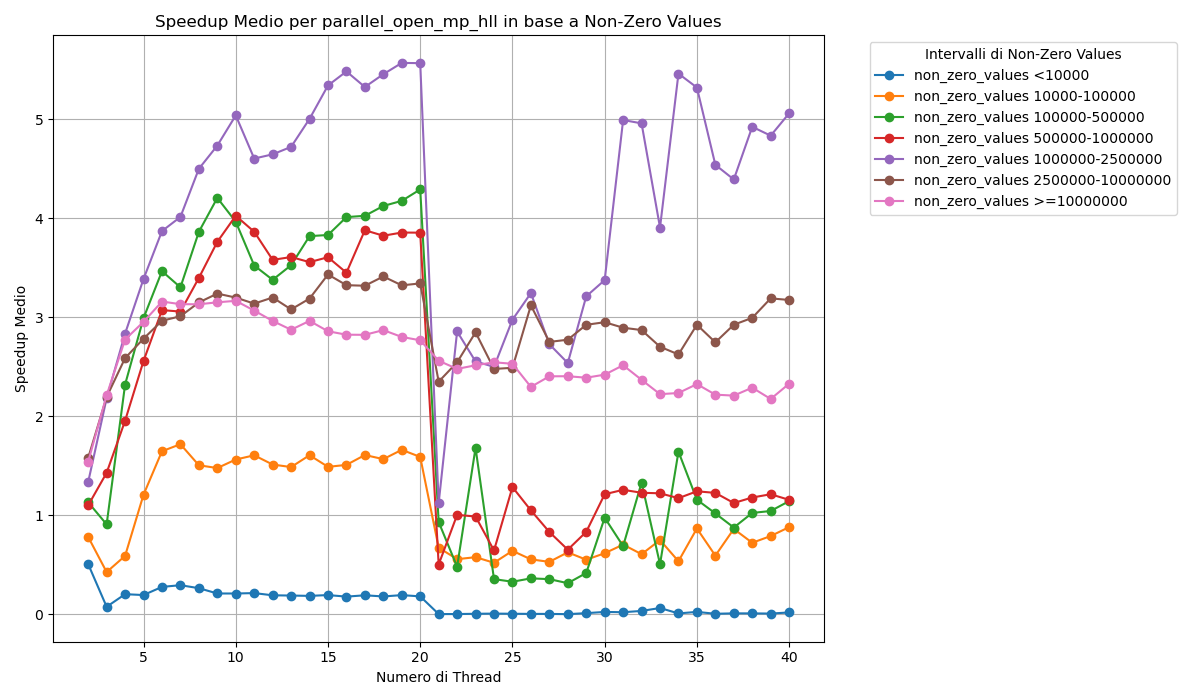 Speedup Medio per parallel_open_mp_hll in base a Non-Zero Values
Speedup Medio
5
4
3
2
1
0
5 10 15 20 25 30 35 40
Numero di Thread
Intervalli di Non-Zero Values
non_zero_values <10000
non_zero_values 10000-100000
non_zero_values 100000-500000
non_zero_values 500000-1000000
non_zero_values 1000000-2500000
non_zero_values 2500000-10000000
non_zero_values >=10000000